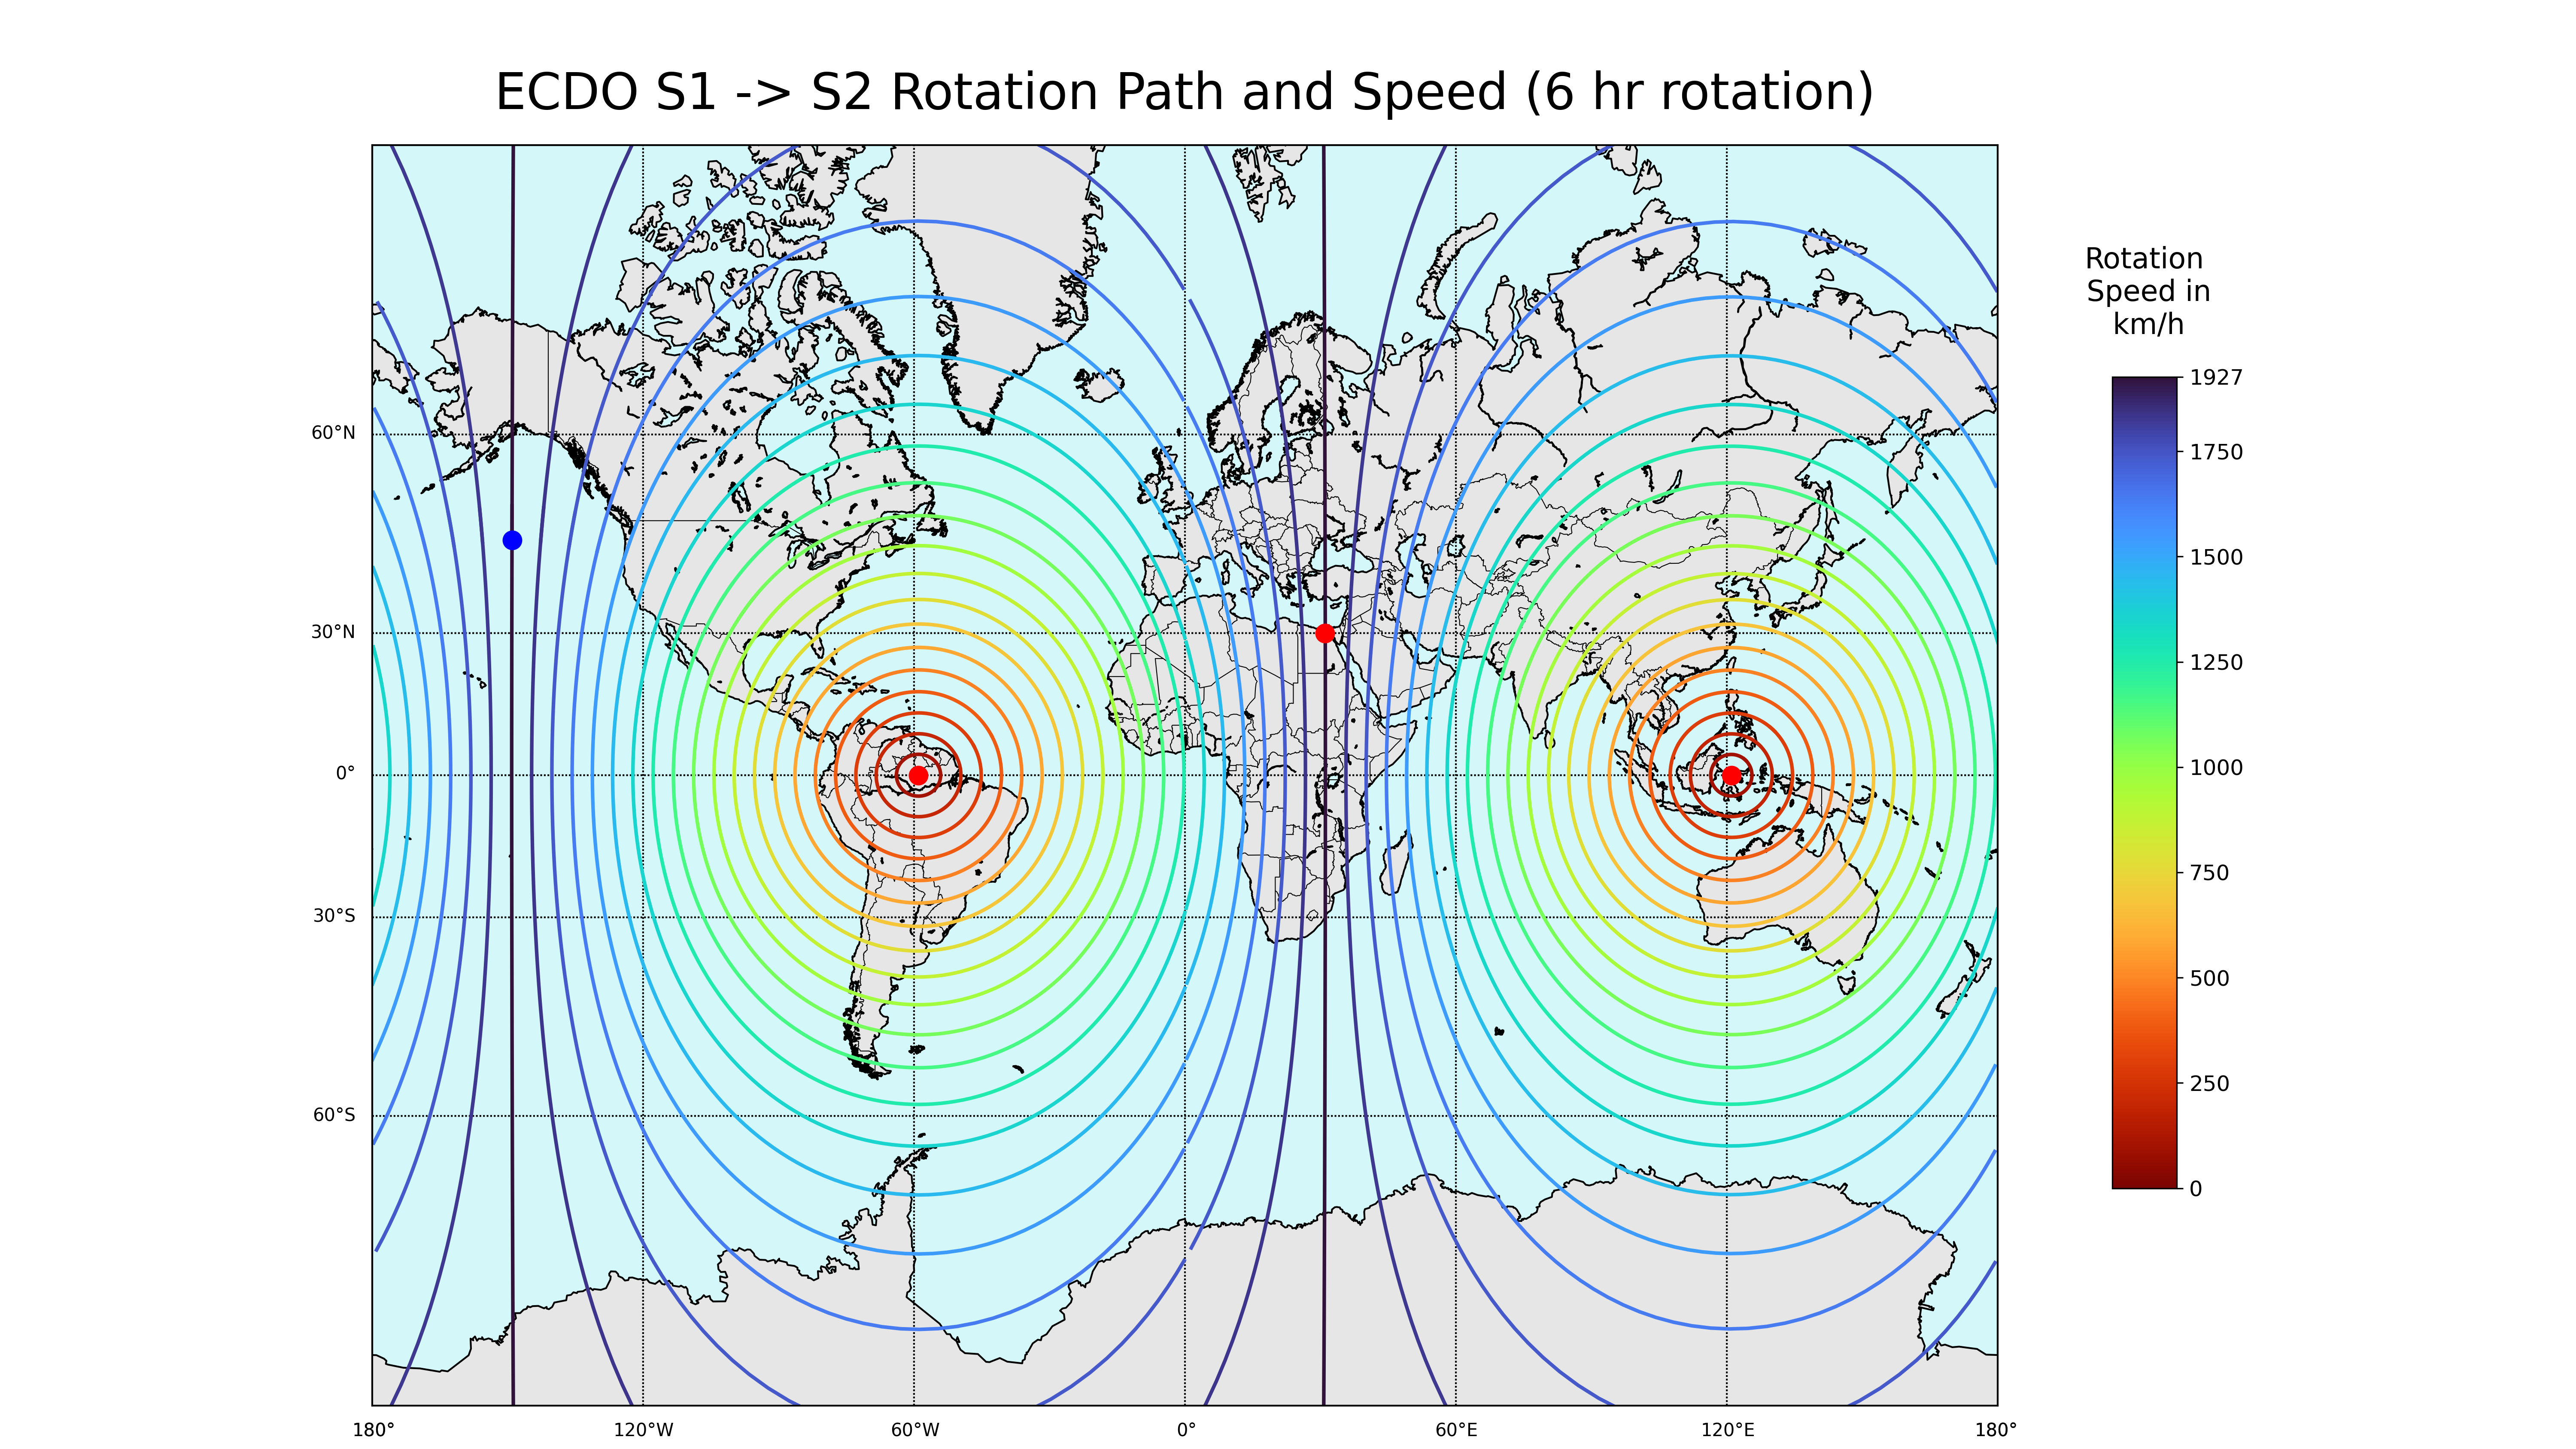 ECDO S1 -> S2 Rotation Path and Speed (6 hr rotation)
Rotation
Speed in
km/h
1927
1750
1500
1250
1000
750
500
250
0
60°N
30°N
0°
30°S
60°S
180°
120°W
60°W
0°
60°E
120°E
180°